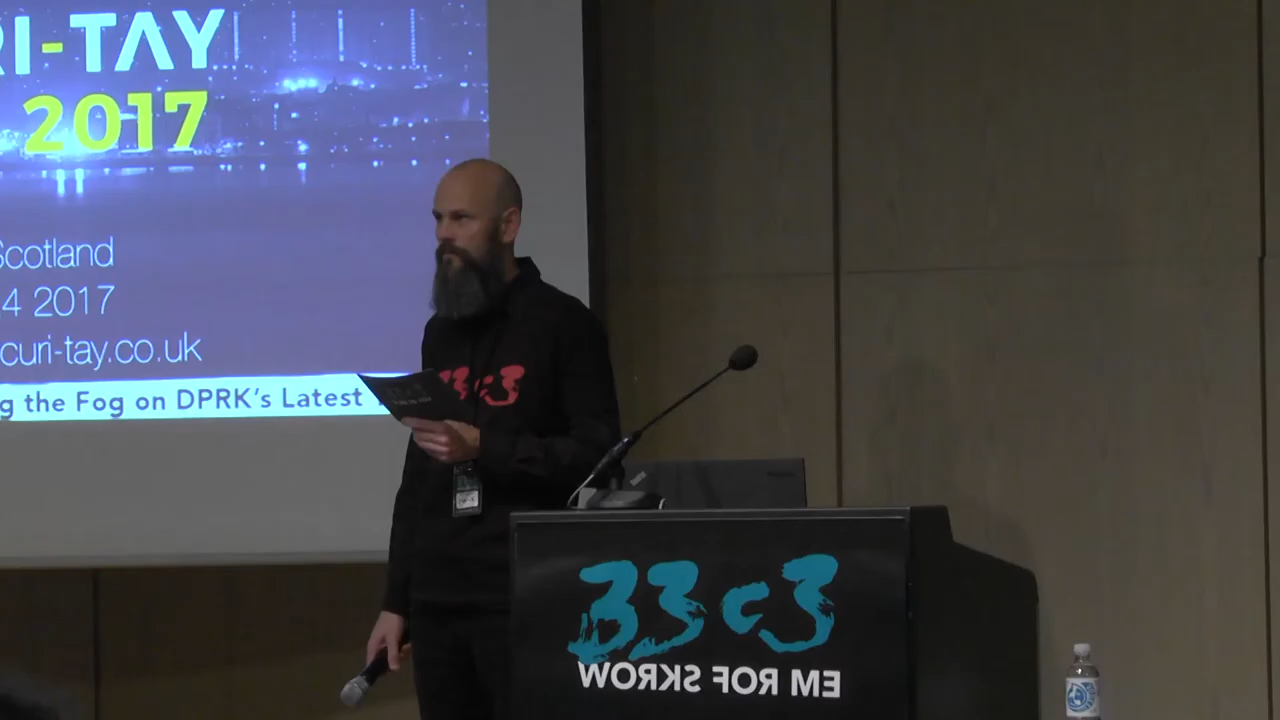 RI-TAY
2017
Scotland
4 2017
curi-tay.co.uk
g the Fog on DPRK's Latest
33c3
33c3
WORKS FOR ME